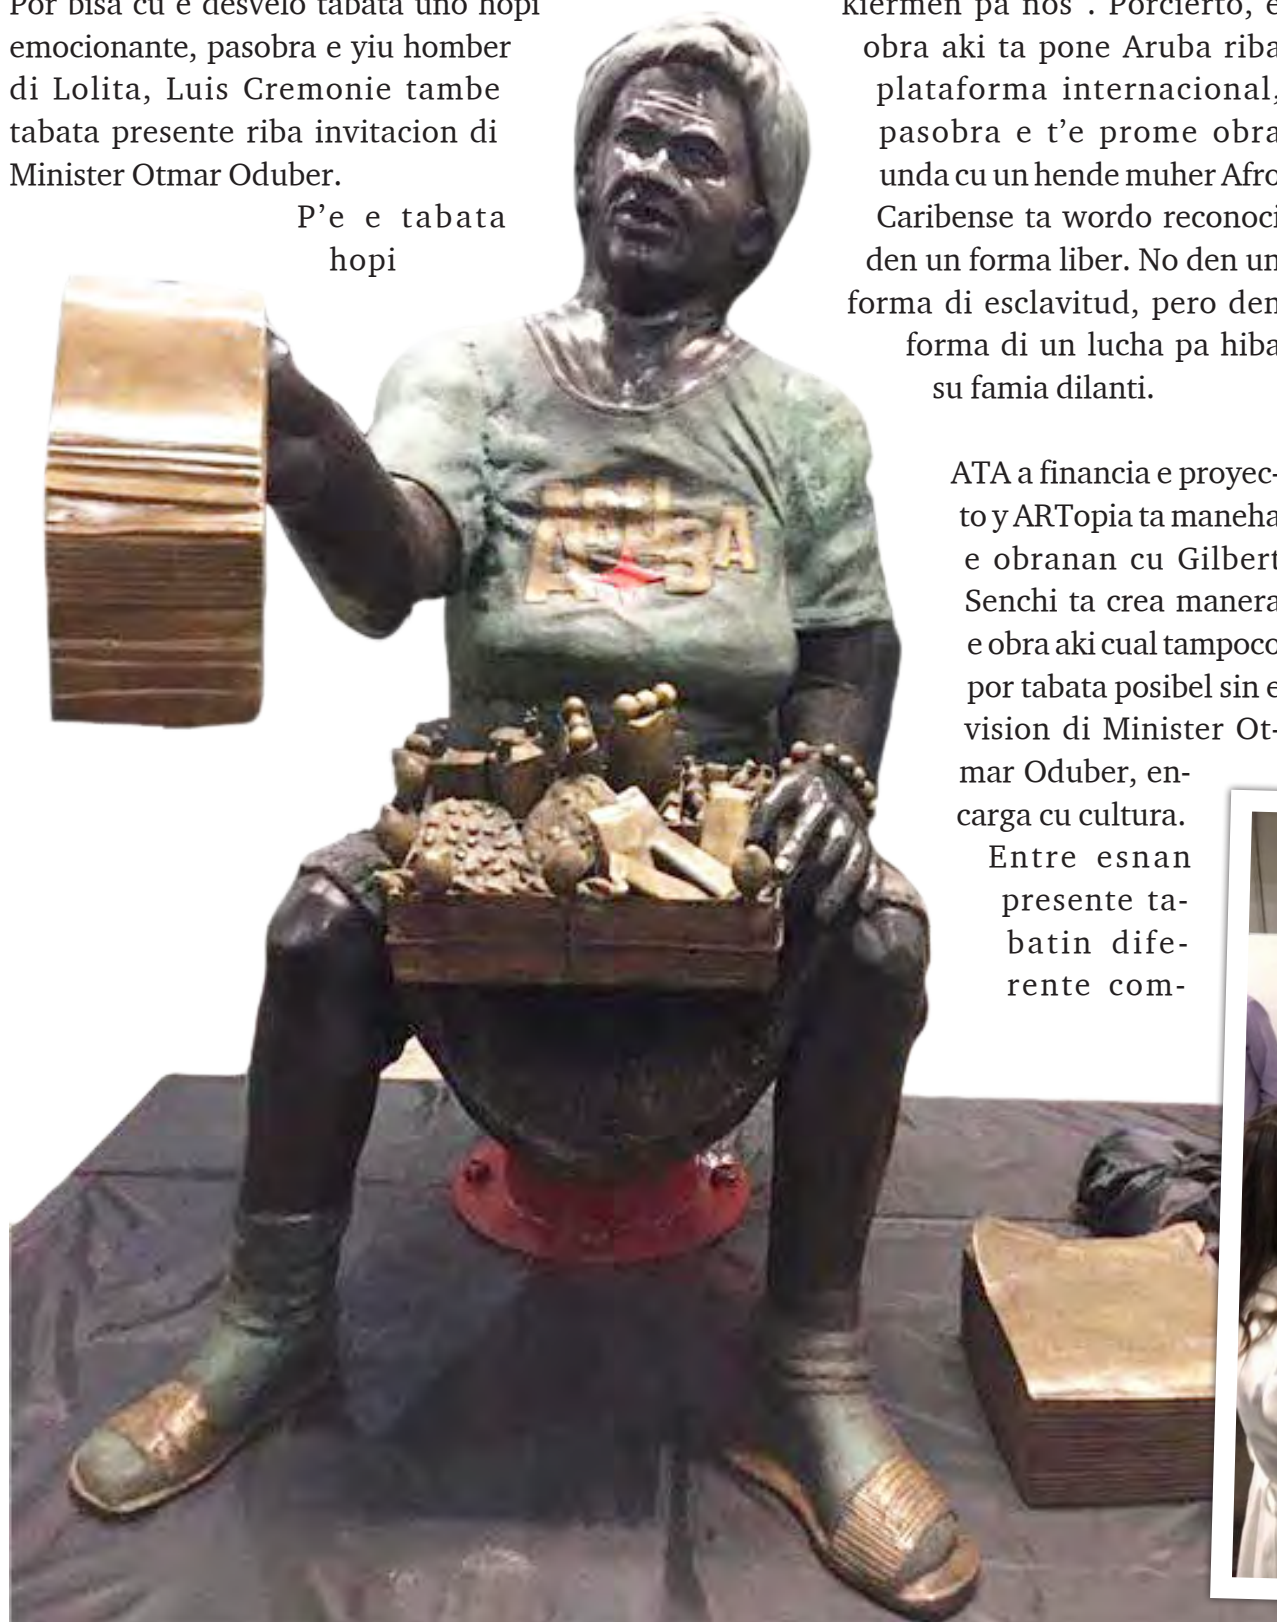 Por bisa cu e desvelo tabata uno hopi
emocionante, pasobra e yiu homber
di Lolita, Luis Cremonie tambe
tabata presente riba invitacion di
Minister Otmar Oduber.
P’e e tabata
hopi
kiermen pa nos”. Porcierto, e
obra aki ta pone Aruba riba
plataforma internacional,
pasobra e t’e prome obra
unda cu un hende muher Afro
Caribense ta wordo reconoci
den un forma liber. No den un
forma di esclavitud, pero den
forma di un lucha pa hiba
su famia dilanti.
ATA a financia e proyec-
to y ARTopia ta maneha
e obranan cu Gilbert
Senchi ta crea manera
e obra aki cual tampoco
por tabata posibel sin e
vision di Minister Ot-
mar Oduber, en-
carga cu cultura.
Entre esnan
presente ta-
batin dife-
rente com-
ARUBA